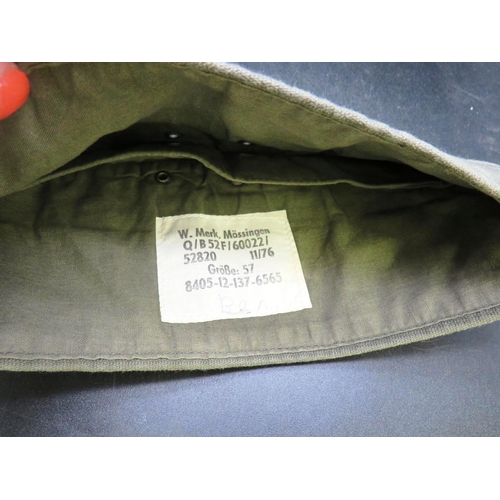 W. Merk, Mössingen
Q/B52F/60022/
52820 11/76
Größe: 57
8405-12-137-6565